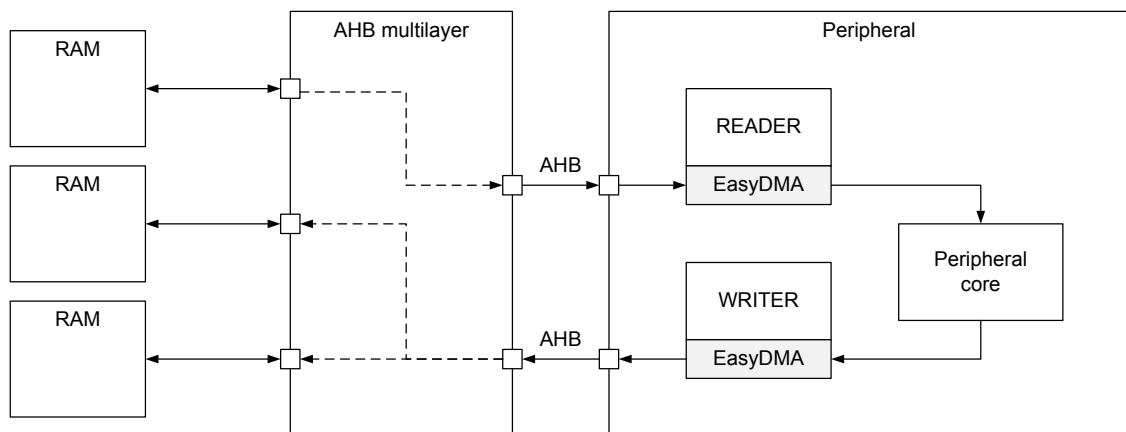 RAM
AHB multilayer
Peripheral
READER
AHB
EasyDMA
RAM
Peripheral
core
WRITER
RAM
AHB
EasyDMA